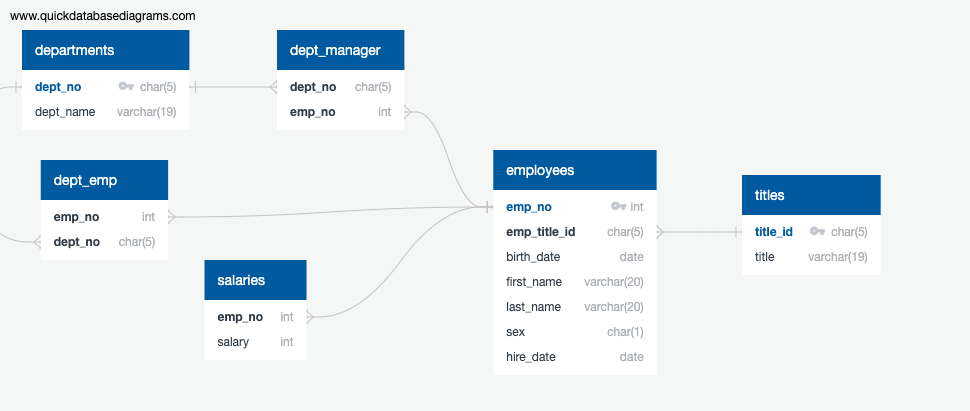 www.quickdatabasediagrams.com
departments
dept_no char(5)
dept_name varchar(19)
dept_manager
dept_no char(5)
emp_no int
dept_emp
emp_no int
dept_no char(5)
salaries
emp_no int
salary int
employees
emp_no int
emp_title_id char(5)
birth_date date
first_name varchar(20)
last_name varchar(20)
sex char(1)
hire_date date
titles
title_id char(5)
title varchar(19)